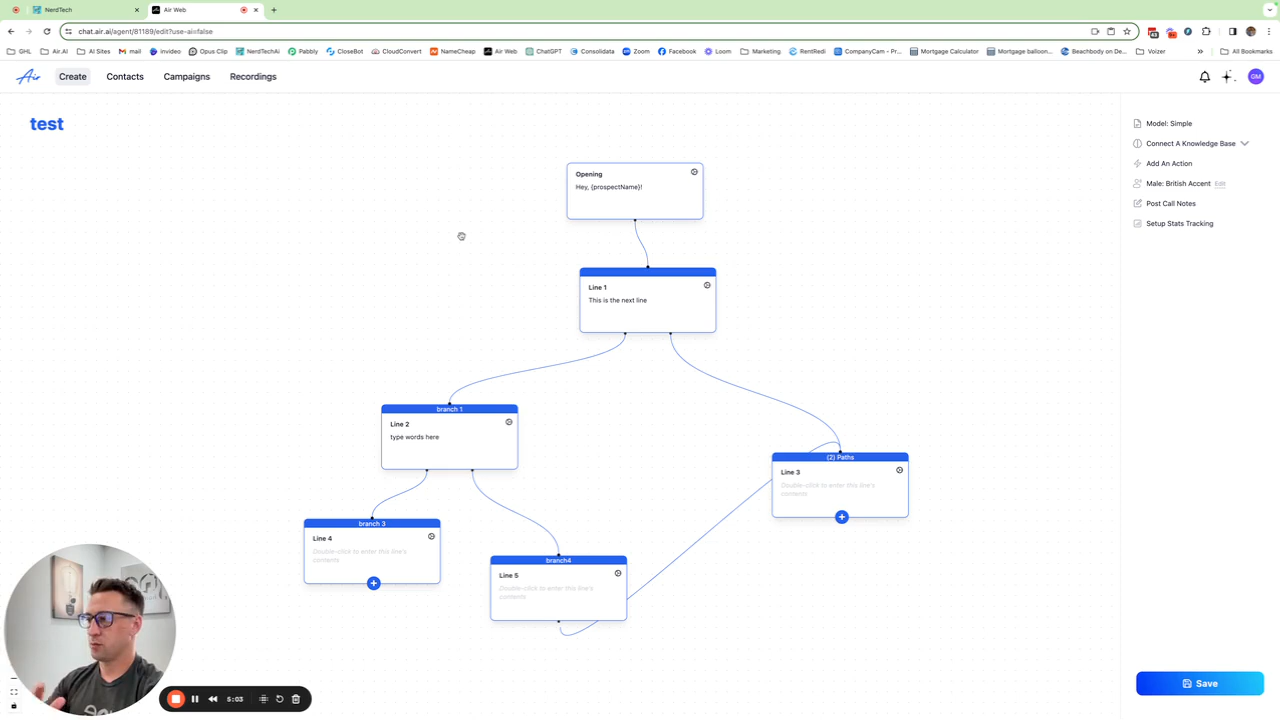 NerdTech
Air Web
chat.air.ai/agent/81189/edit?use-ai=false
GHL
Air.AI
AI Sites
mail
invideo
Opus Clip
NerdTechAi
Pabbly
CloseBot
CloudConvert
NameCheap
Air Web
ChatGPT
Consolidata
Zoom
Facebook
Loom
Marketing
RentRedi
CompanyCam - Pr...
Mortgage Calculator
Mortgage balloon...
Beachbody on De...
Voizer
All Bookmarks
Air
Create
Contacts
Campaigns
Recordings
GM
test
Model: Simple
Connect A Knowledge Base
Add An Action
Male: British Accent Edit
Post Call Notes
Setup Stats Tracking
Opening
Hey, {prospectName}!
Line 1
This is the next line
branch 1
Line 2
type words here
(2) Paths
Line 3
Double-click to enter this line's
contents
branch 3
Line 4
Double-click to enter this line's
contents
branch4
Line 5
Double-click to enter this line's
contents
Save
5:03